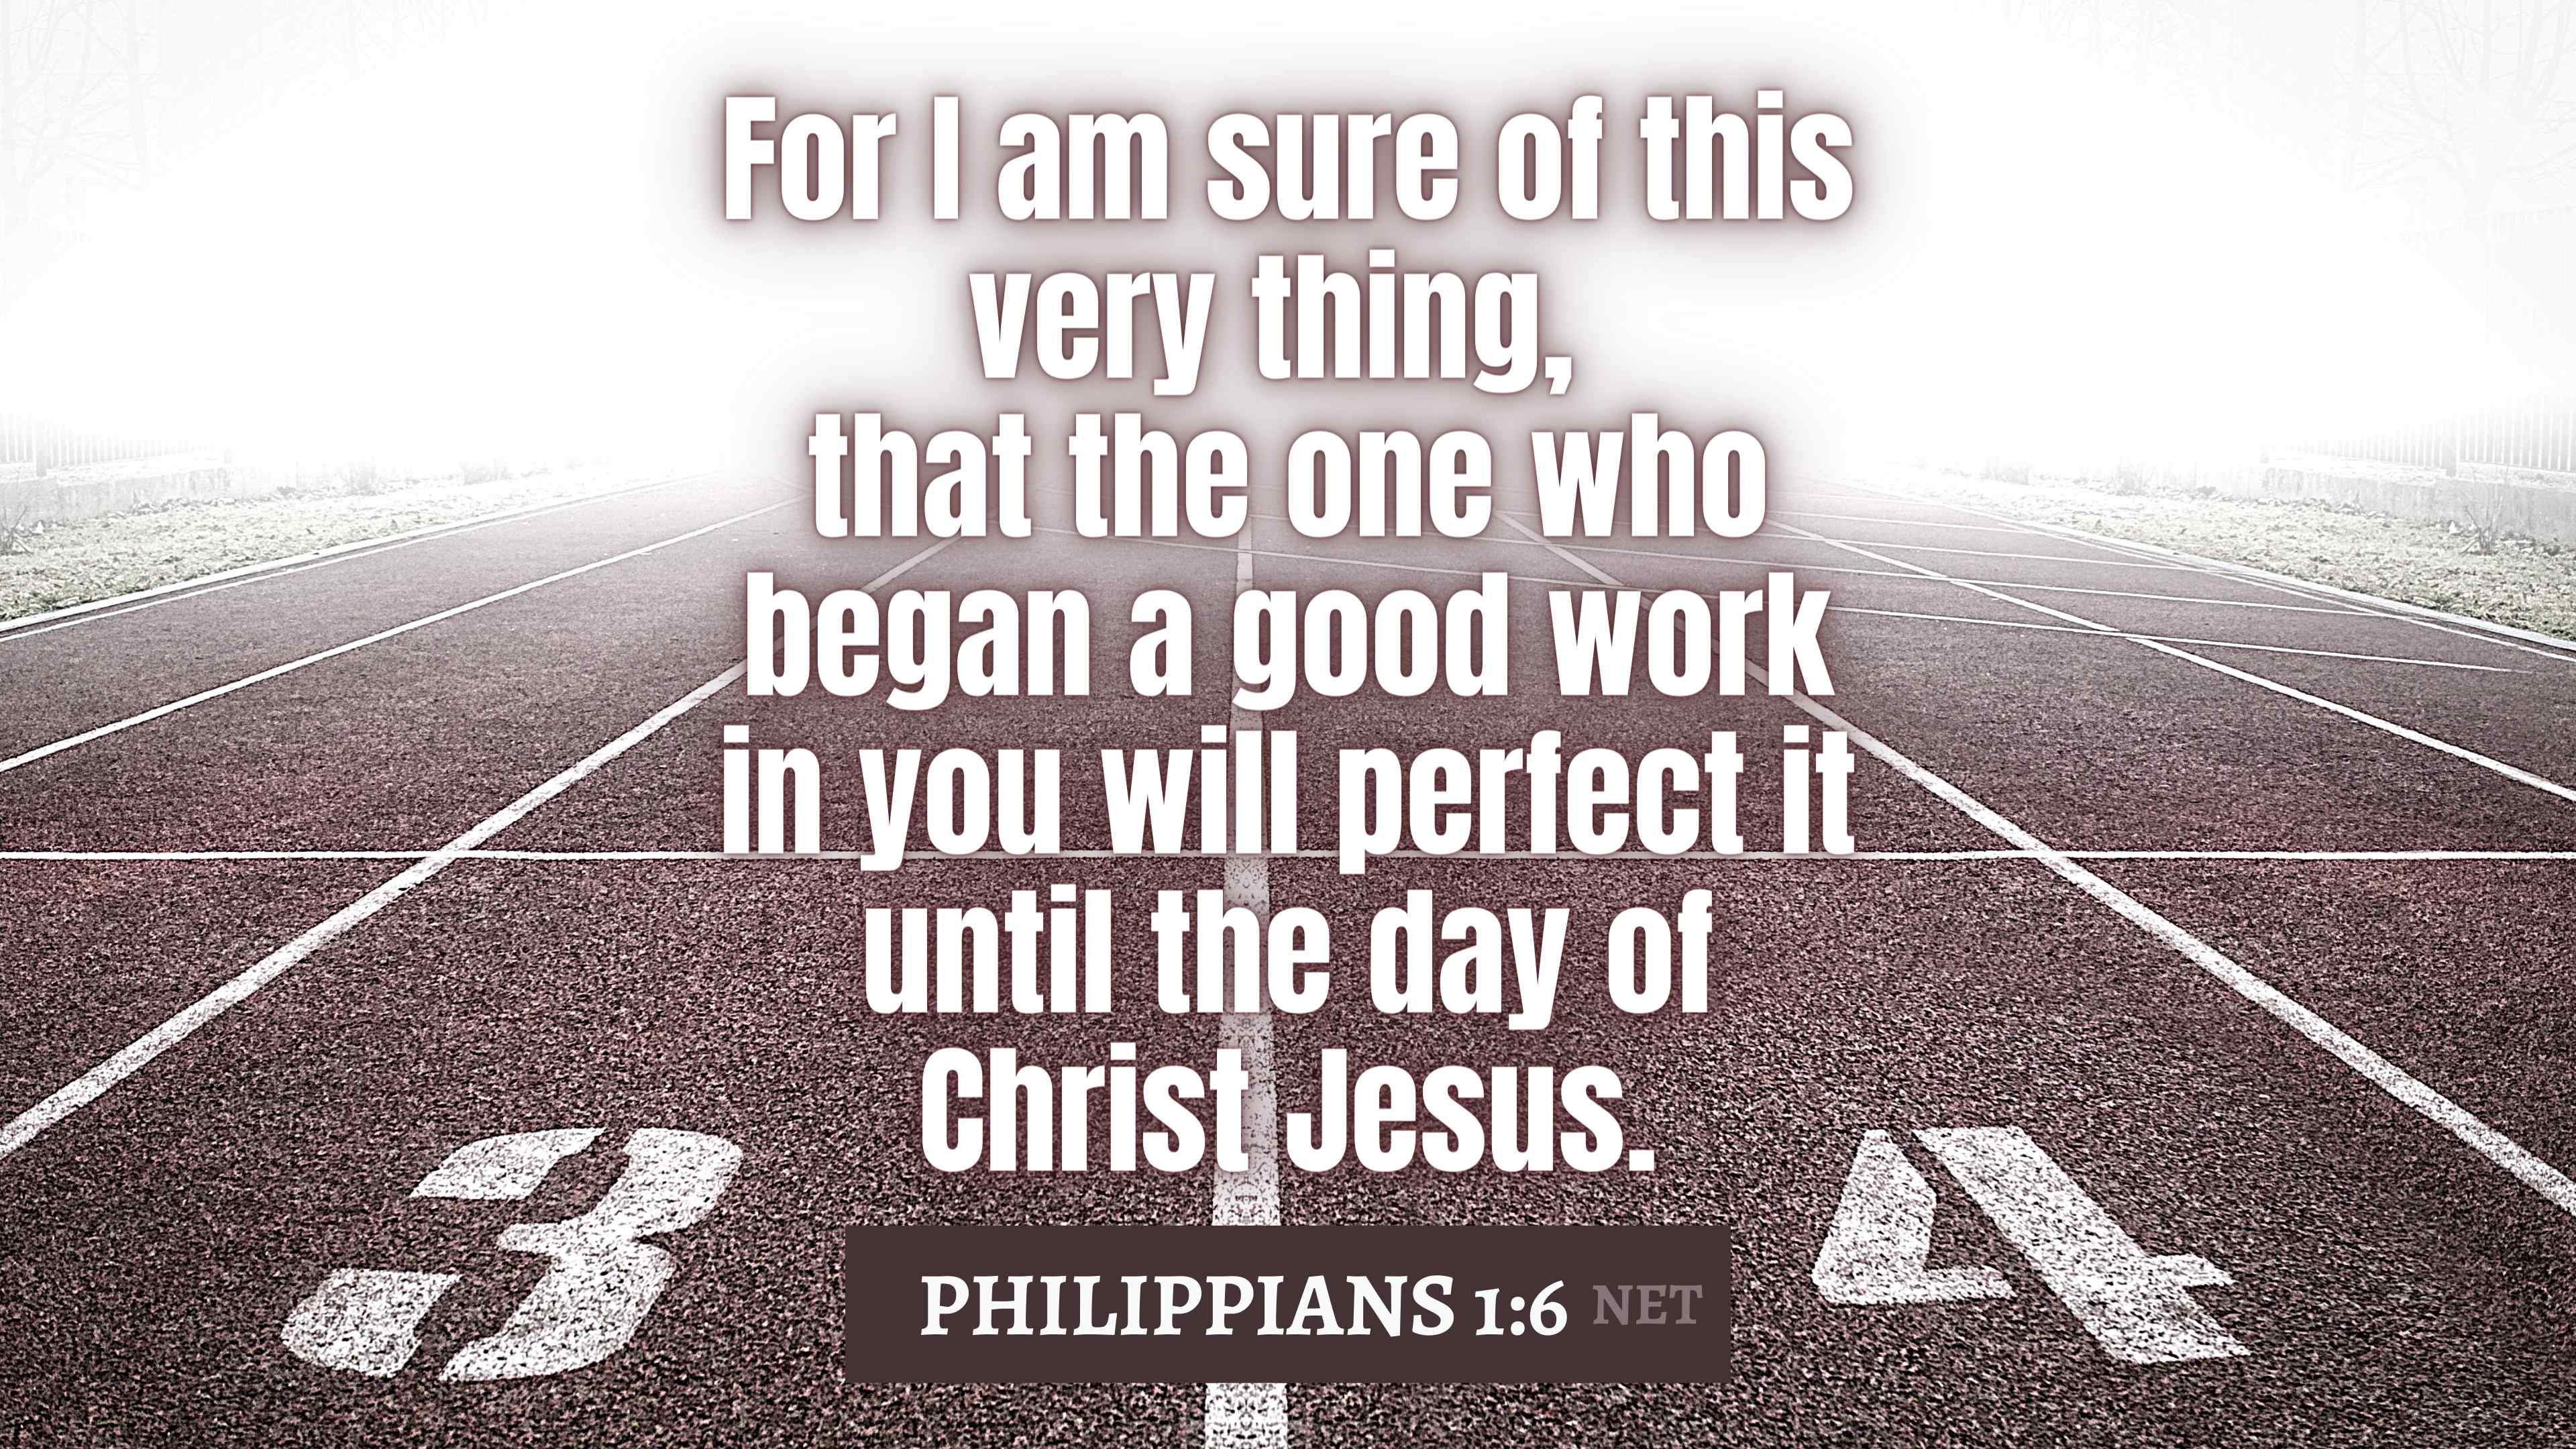 For I am sure of this
very thing,
that the one who
began a good work
in you will perfect it
until the day of
Christ Jesus.
3
4
PHILIPPIANS 1:6 NET